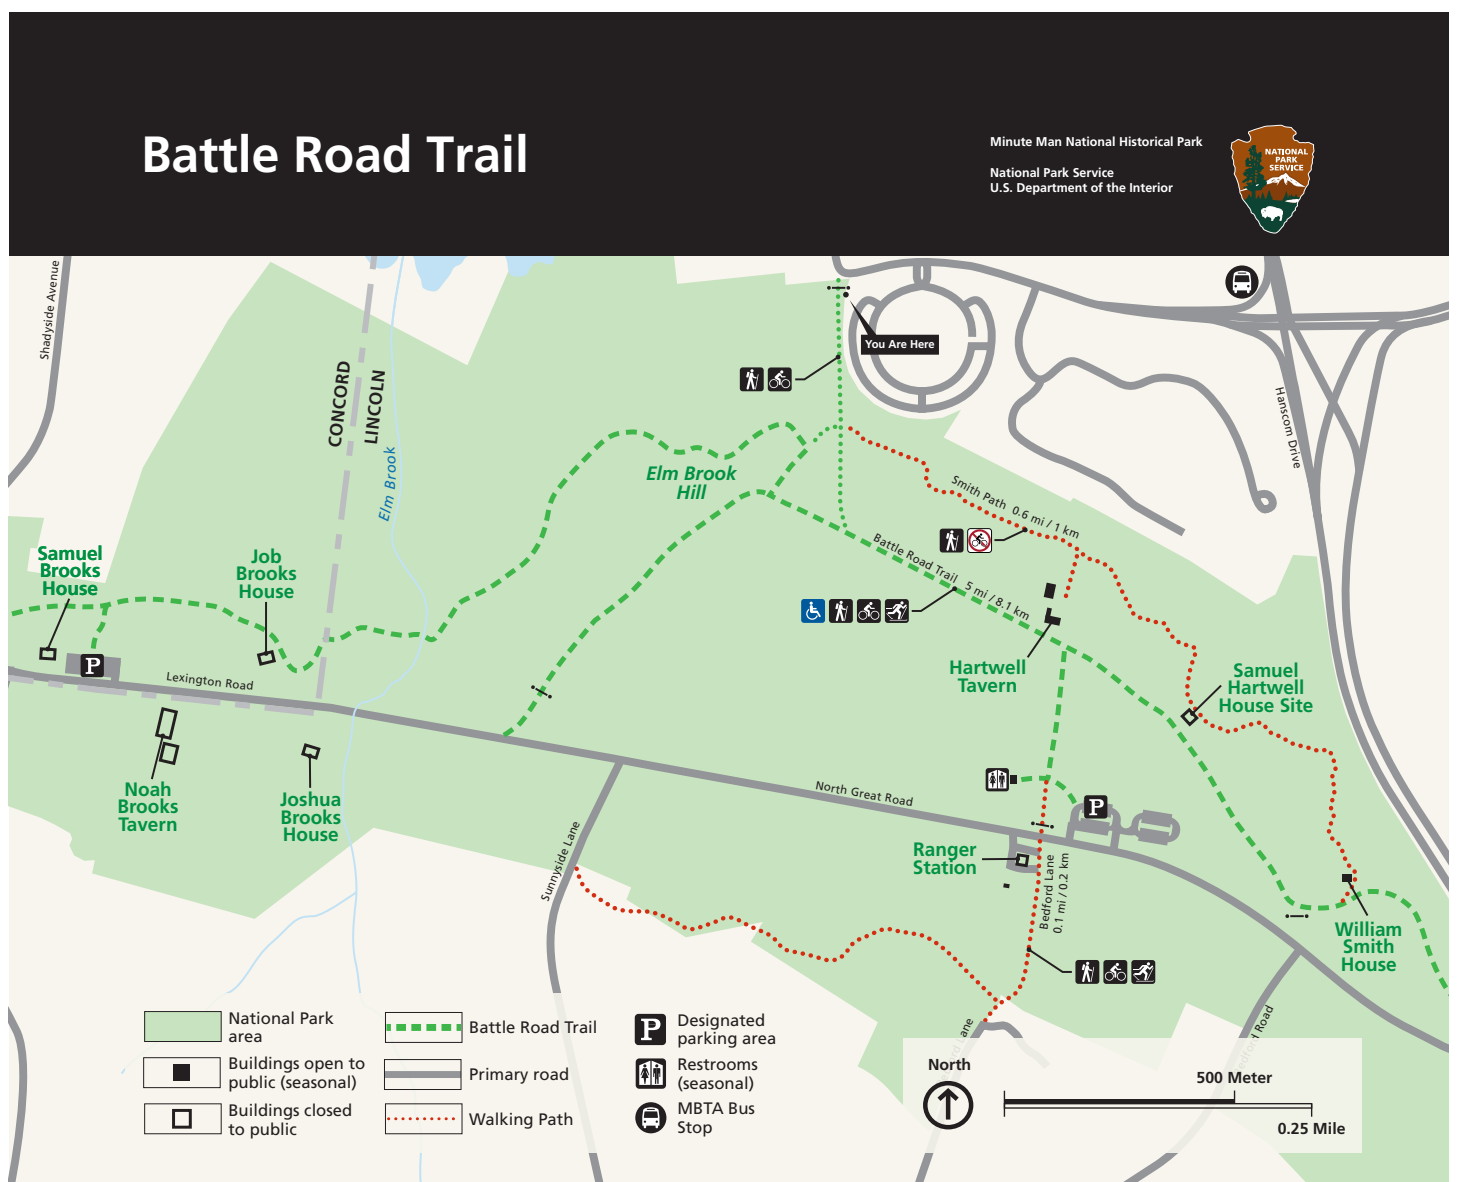 Battle Road Trail
Minute Man National Historical Park
National Park Service
U.S. Department of the Interior
NATIONAL
PARK
SERVICE
Shadyside Avenue
CONCORD
LINCOLN
Elm Brook
You Are Here
Hanscom Drive
Elm Brook
Hill
Smith Path 0.6 mi / 1 km
Battle Road Trail 5 mi / 8.1 km
Samuel
Brooks
House
Job
Brooks
House
P
Lexington Road
Hartwell
Tavern
Samuel
Hartwell
House Site
Noah
Brooks
Tavern
Joshua
Brooks
House
North Great Road
P
Sunnyside Lane
Ranger
Station
Bedford Lane
0.1 mi / 0.2 km
William
Smith
House
National Park
area
Buildings open to
public (seasonal)
Buildings closed
to public
Battle Road Trail
Primary road
Walking Path
P
Designated
parking area
Restrooms
(seasonal)
MBTA Bus
Stop
Lane
Road
North
500 Meter
0.25 Mile